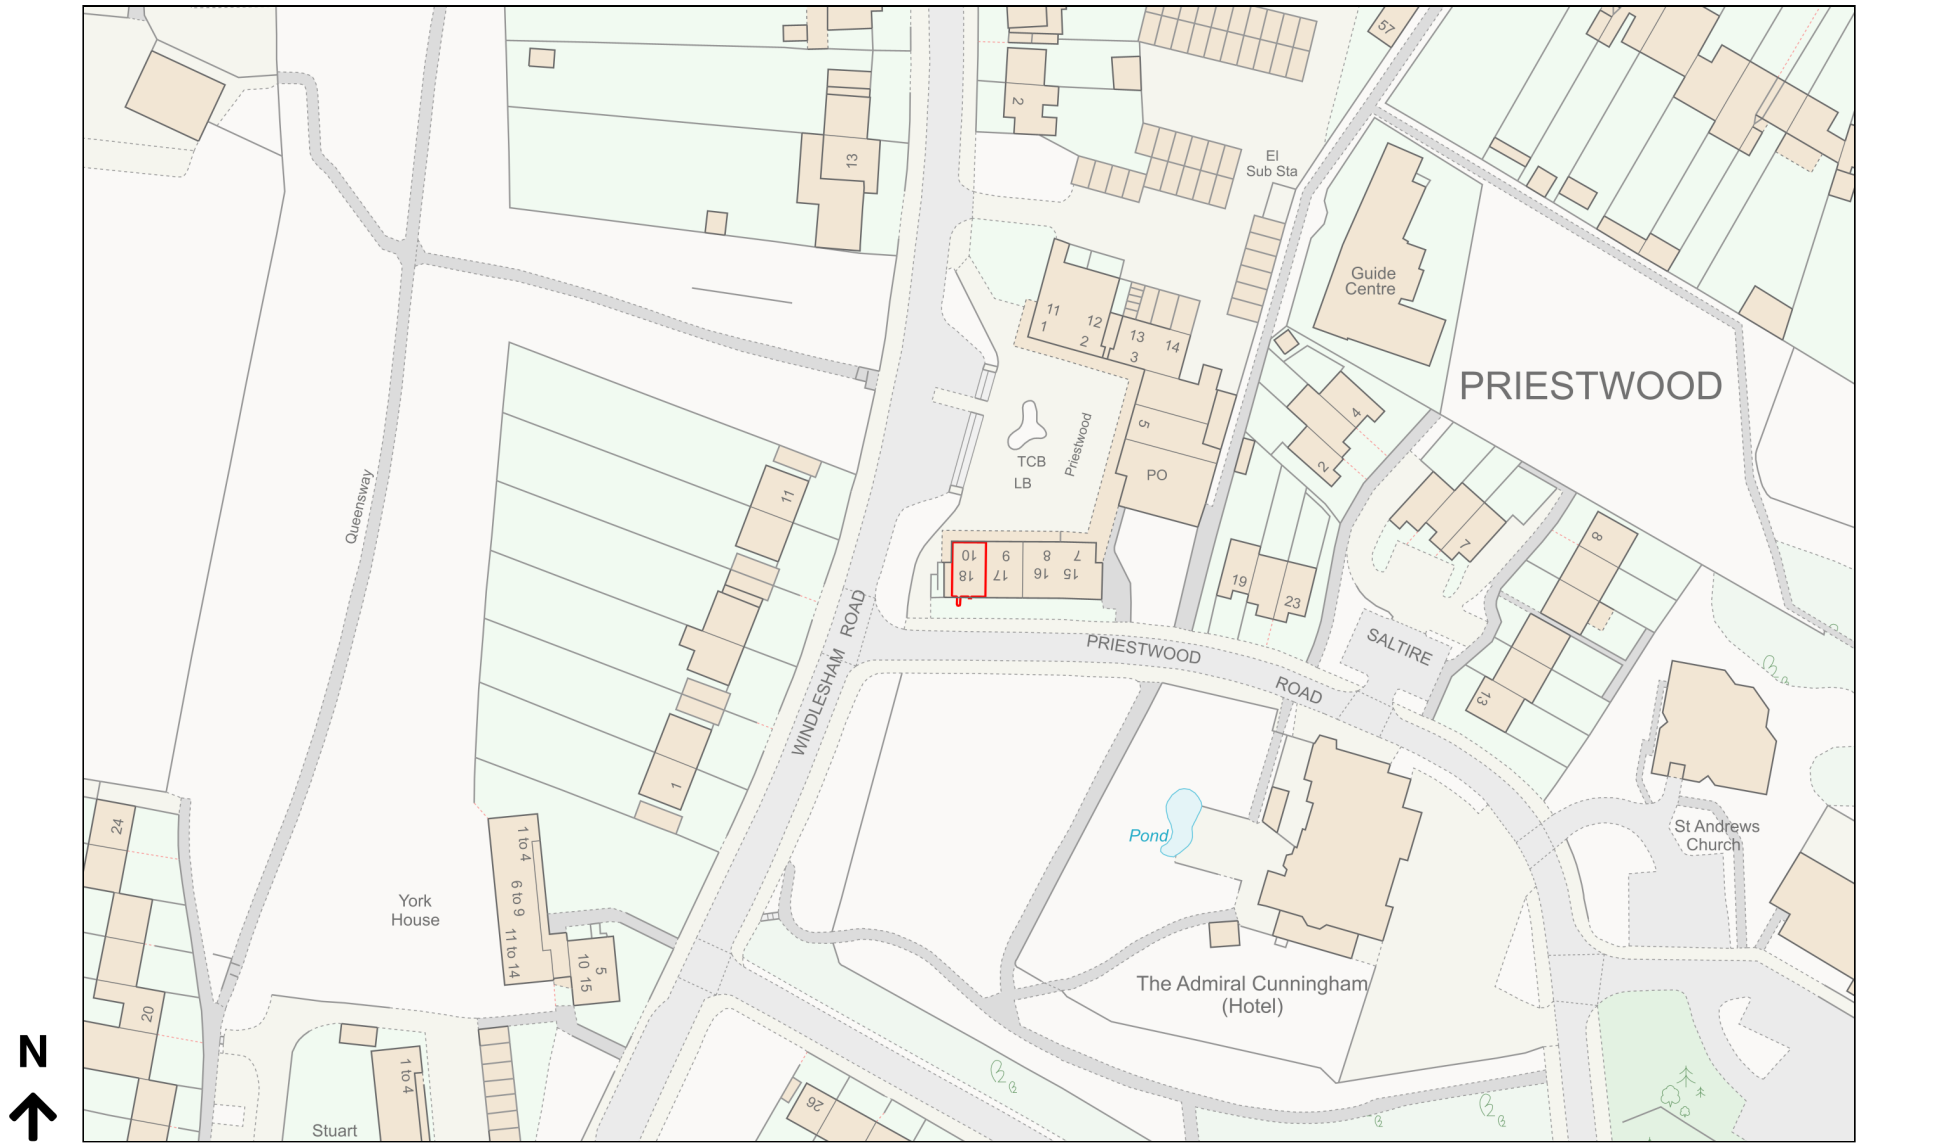 57
2
13
El
Sub Sta
Guide
Centre
11
1
12
2
13
3
14
PRIESTWOOD
5
4
2
Priestwood
TCB
LB
PO
11
Queensway
7
8
10
9
8
7
18
17
16
15
19
23
WINDLESHAM ROAD
PRIESTWOOD
ROAD
SALTIRE
13
1
24
1 to 4
6 to 9
11 to 14
York
House
Pond
St Andrews
Church
5
10 15
20
The Admiral Cunningham
(Hotel)
N
1 to 4
26
Stuart